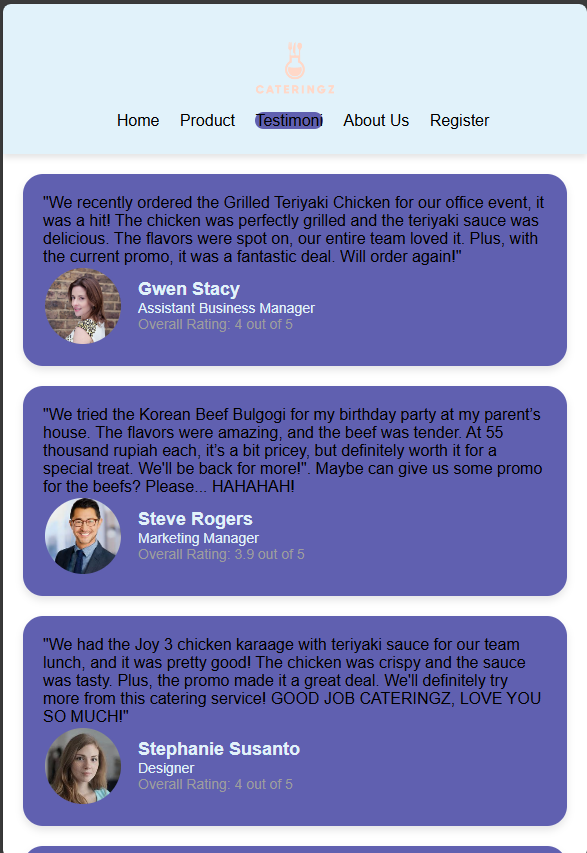 CATERINGZ
Home Product Testimoni About Us Register
"We recently ordered the Grilled Teriyaki Chicken for our office event, it
was a hit! The chicken was perfectly grilled and the teriyaki sauce was
delicious. The flavors were spot on, our entire team loved it. Plus, with
the current promo, it was a fantastic deal. Will order again!"
Gwen Stacy
Assistant Business Manager
Overall Rating: 4 out of 5
"We tried the Korean Beef Bulgogi for my birthday party at my parent’s
house. The flavors were amazing, and the beef was tender. At 55
thousand rupiah each, it’s a bit pricey, but definitely worth it for a
special treat. We'll be back for more!". Maybe can give us some promo
for the beefs? Please... HAHAHAH!
Steve Rogers
Marketing Manager
Overall Rating: 3.9 out of 5
"We had the Joy 3 chicken karaage with teriyaki sauce for our team
lunch, and it was pretty good! The chicken was crispy and the sauce
was tasty. Plus, the promo made it a great deal. We'll definitely try
more from this catering service! GOOD JOB CATERINGZ, LOVE YOU
SO MUCH!"
Stephanie Susanto
Designer
Overall Rating: 4 out of 5